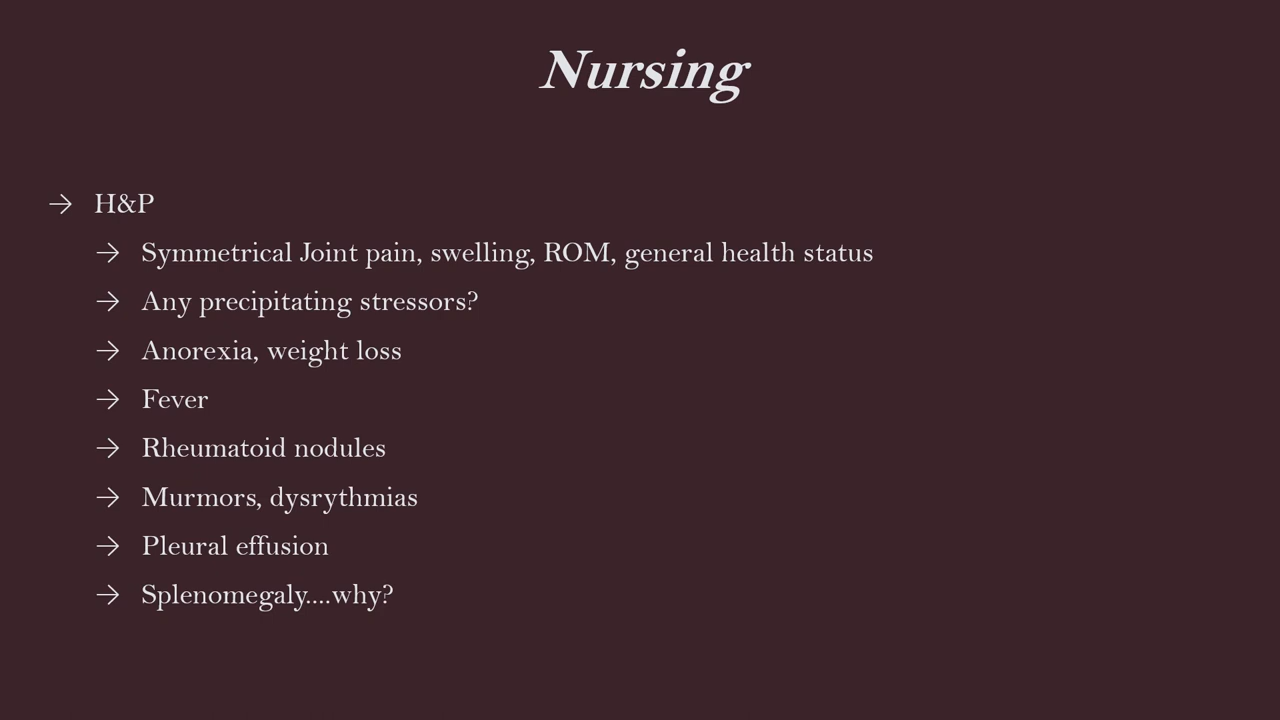 Nursing
→ H&P
→ Symmetrical Joint pain, swelling, ROM, general health status
→ Any precipitating stressors?
→ Anorexia, weight loss
→ Fever
→ Rheumatoid nodules
→ Murmors, dysrythmias
→ Pleural effusion
→ Splenomegaly....why?